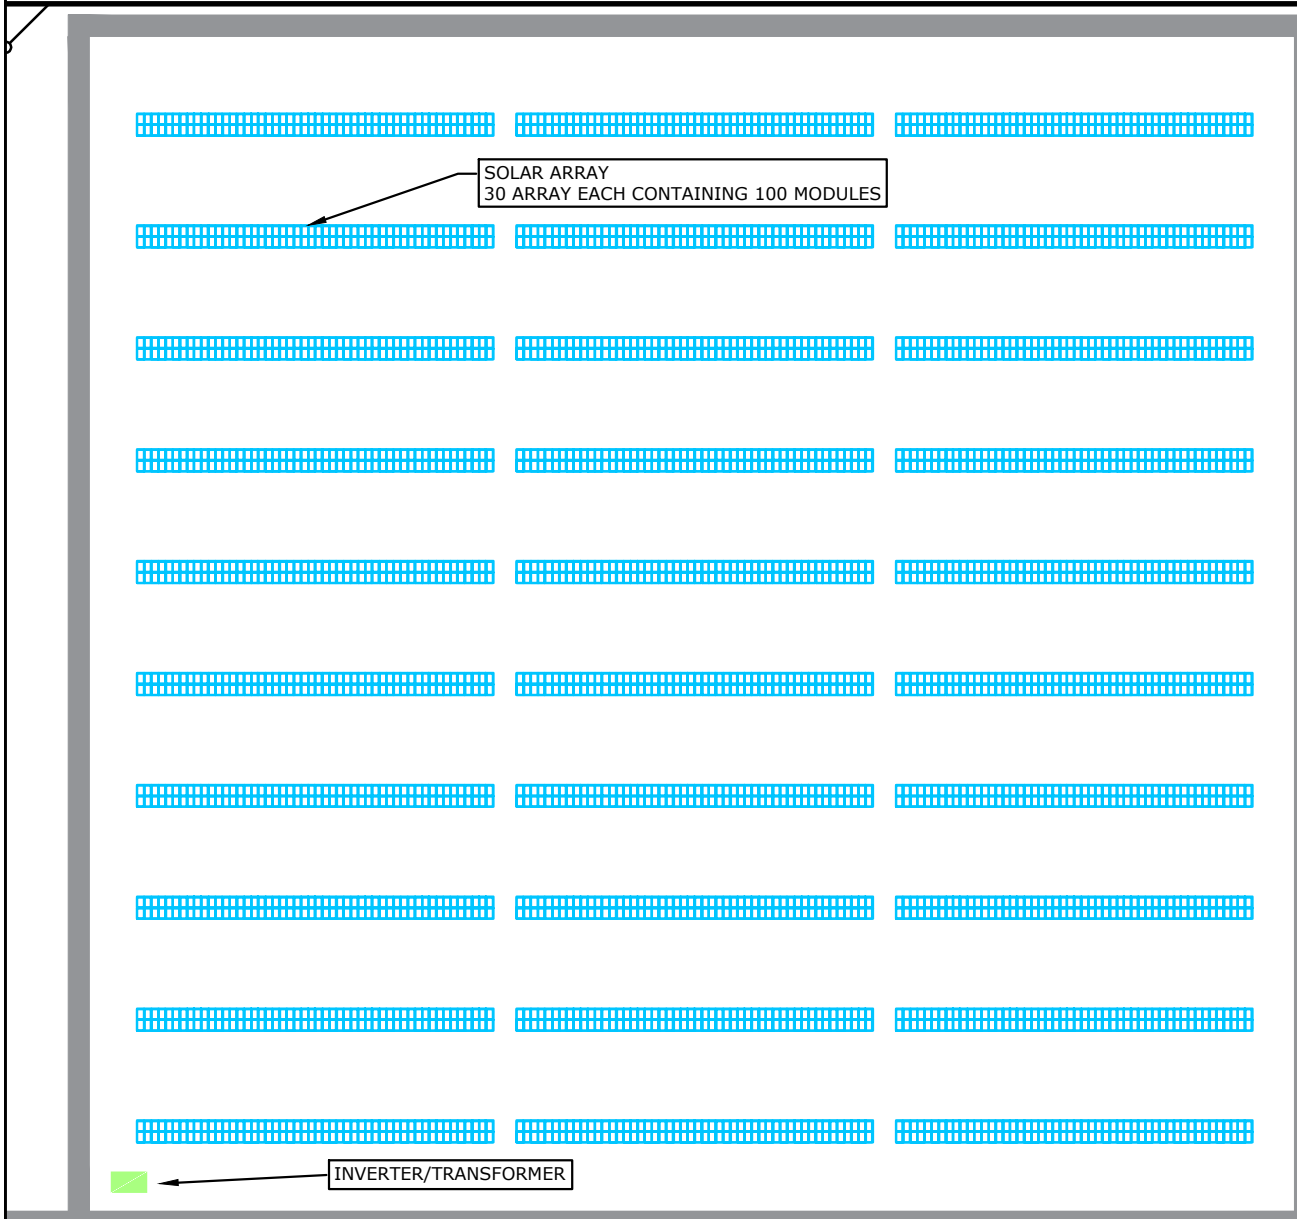 SOLAR ARRAY
30 ARRAY EACH CONTAINING 100 MODULES
INVERTER/TRANSFORMER